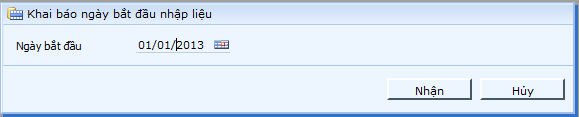 Khai báo ngày bắt đầu nhập liệu
Ngày bắt đầu 01/01/2013
Nhận Hủy